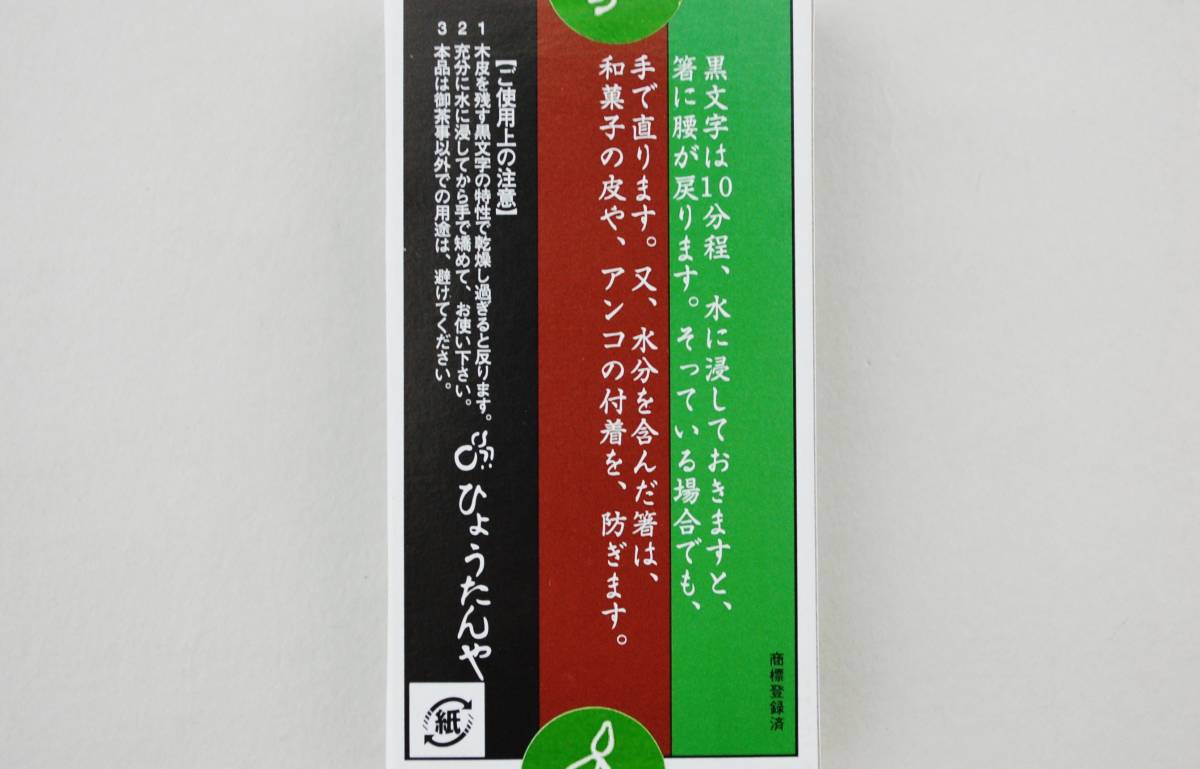 黒文字は10分程、水に浸しておきますと、
箸に腰が戻ります。そっている場合でも、
手で直ります。又、水分を含んだ箸は、
和菓子の皮や、アンコの付着を、防ぎます。
商標登録済
【ご使用上の注意】
1 木皮を残す黒文字の特性で乾燥し過ぎると反ります。
2 充分に水に浸してから手で矯めて、お使い下さい。
3 本品は御茶事以外での用途は、避けてください。
ひょうたんや
紙